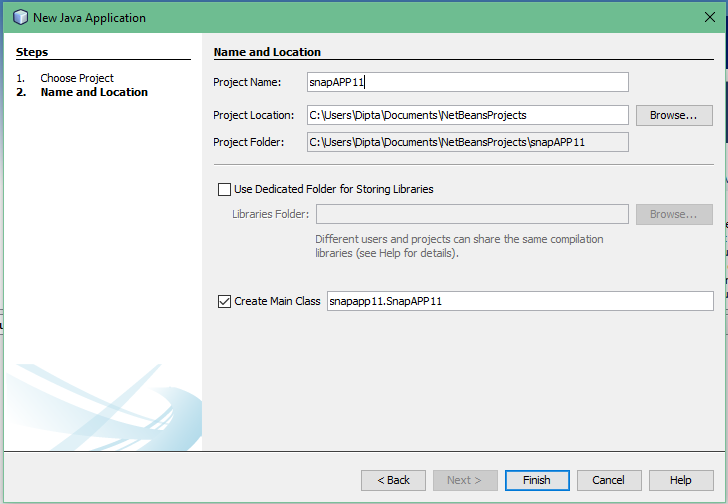 New Java Application
Steps
1. Choose Project
2. Name and Location
Name and Location
Project Name: snapAPP11
Project Location: C:\Users\Dipta\Documents\NetBeansProjects Browse...
Project Folder: C:\Users\Dipta\Documents\NetBeansProjects\snapAPP11
Use Dedicated Folder for Storing Libraries
Libraries Folder: Browse...
Different users and projects can share the same compilation
libraries (see Help for details).
Create Main Class snapapp11.SnapAPP11
< Back Next > Finish Cancel Help